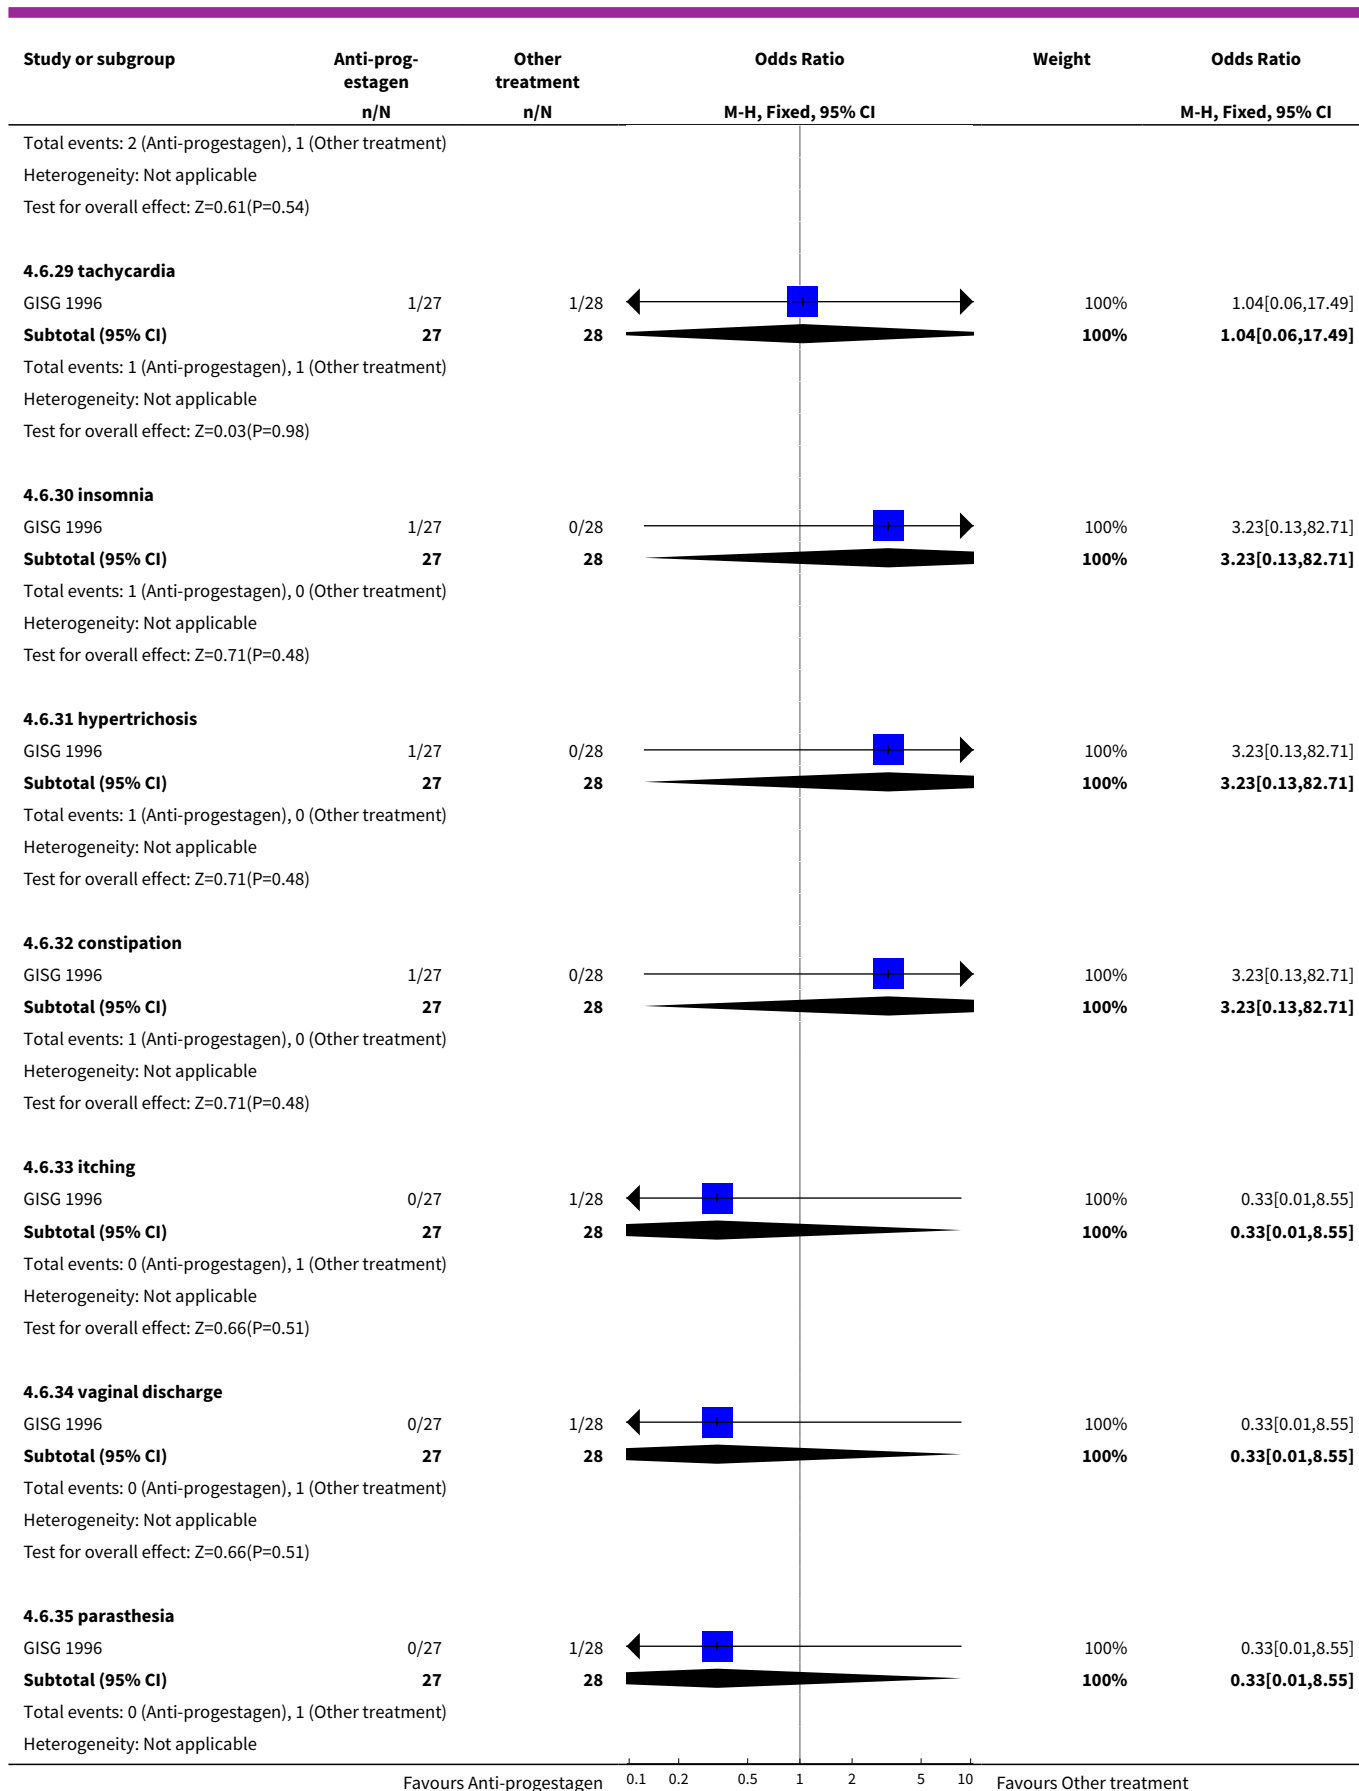 Study or subgroup Anti-prog- Other Odds Ratio Weight Odds Ratio
estagen treatment
n/N n/N M-H, Fixed, 95% CI M-H, Fixed, 95% CI
Total events: 2 (Anti-progestagen), 1 (Other treatment)
Heterogeneity: Not applicable
Test for overall effect: Z=0.61(P=0.54)
4.6.29 tachycardia
GISG 1996 1/27 1/28 100% 1.04[0.06,17.49]
Subtotal (95% CI) 27 28 100% 1.04[0.06,17.49]
Total events: 1 (Anti-progestagen), 1 (Other treatment)
Heterogeneity: Not applicable
Test for overall effect: Z=0.03(P=0.98)
4.6.30 insomnia
GISG 1996 1/27 0/28 100% 3.23[0.13,82.71]
Subtotal (95% CI) 27 28 100% 3.23[0.13,82.71]
Total events: 1 (Anti-progestagen), 0 (Other treatment)
Heterogeneity: Not applicable
Test for overall effect: Z=0.71(P=0.48)
4.6.31 hypertrichosis
GISG 1996 1/27 0/28 100% 3.23[0.13,82.71]
Subtotal (95% CI) 27 28 100% 3.23[0.13,82.71]
Total events: 1 (Anti-progestagen), 0 (Other treatment)
Heterogeneity: Not applicable
Test for overall effect: Z=0.71(P=0.48)
4.6.32 constipation
GISG 1996 1/27 0/28 100% 3.23[0.13,82.71]
Subtotal (95% CI) 27 28 100% 3.23[0.13,82.71]
Total events: 1 (Anti-progestagen), 0 (Other treatment)
Heterogeneity: Not applicable
Test for overall effect: Z=0.71(P=0.48)
4.6.33 itching
GISG 1996 0/27 1/28 100% 0.33[0.01,8.55]
Subtotal (95% CI) 27 28 100% 0.33[0.01,8.55]
Total events: 0 (Anti-progestagen), 1 (Other treatment)
Heterogeneity: Not applicable
Test for overall effect: Z=0.66(P=0.51)
4.6.34 vaginal discharge
GISG 1996 0/27 1/28 100% 0.33[0.01,8.55]
Subtotal (95% CI) 27 28 100% 0.33[0.01,8.55]
Total events: 0 (Anti-progestagen), 1 (Other treatment)
Heterogeneity: Not applicable
Test for overall effect: Z=0.66(P=0.51)
4.6.35 parasthesia
GISG 1996 0/27 1/28 100% 0.33[0.01,8.55]
Subtotal (95% CI) 27 28 100% 0.33[0.01,8.55]
Total events: 0 (Anti-progestagen), 1 (Other treatment)
Heterogeneity: Not applicable
Favours Anti-progestagen 0.1 0.2 0.5 1 2 5 10 Favours Other treatment